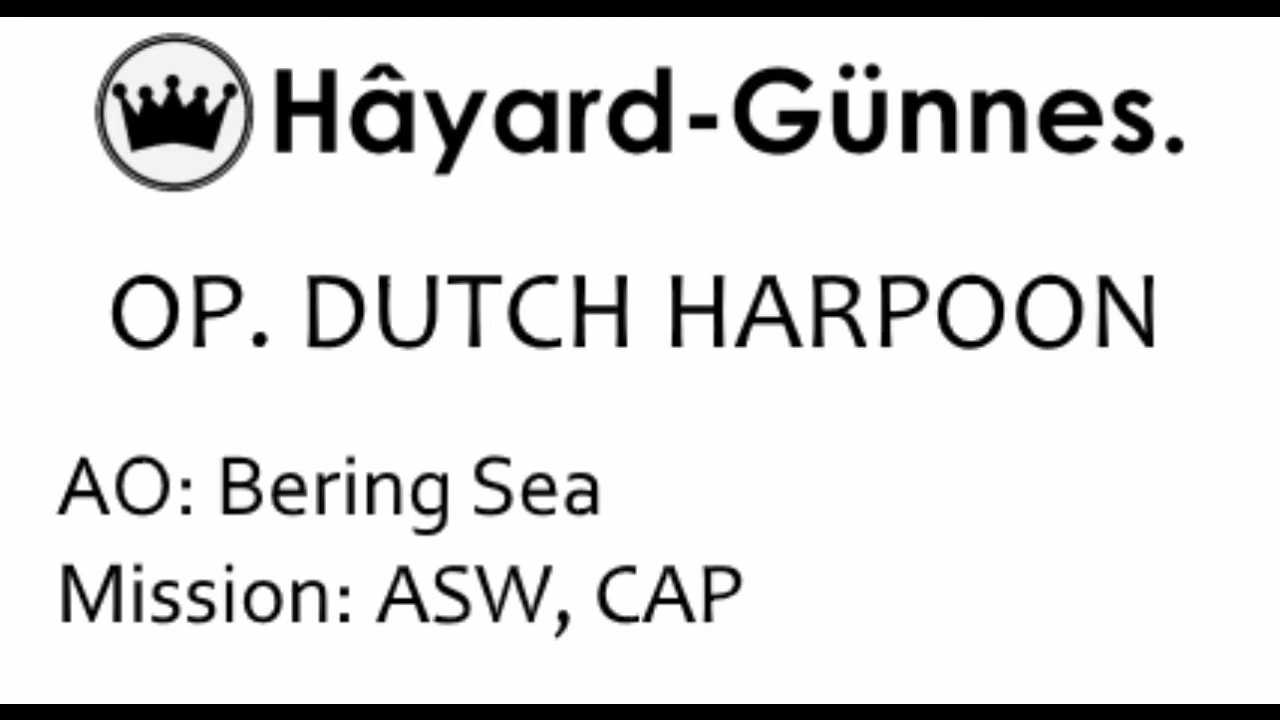 Hâyard-Günnes.
OP. DUTCH HARPOON
AO: Bering Sea
Mission: ASW, CAP